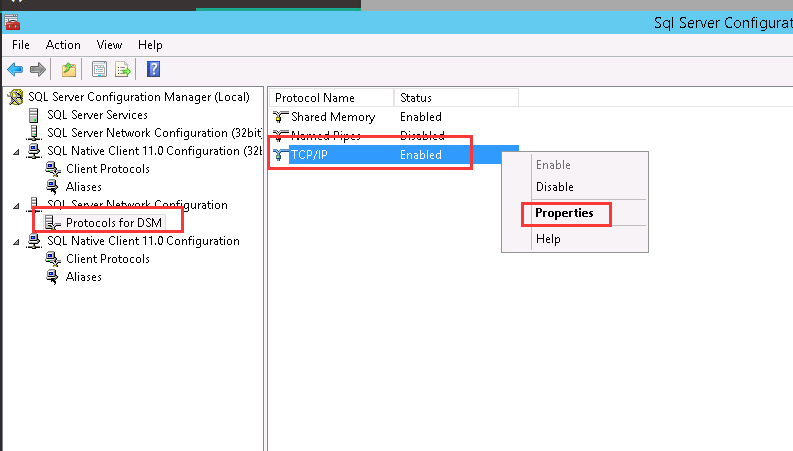 Sql Server Configurat
File Action View Help
SQL Server Configuration Manager (Local)
SQL Server Services
SQL Server Network Configuration (32bit
SQL Native Client 11.0 Configuration (32b
Client Protocols
Aliases
SQL Server Network Configuration
Protocols for DSM
SQL Native Client 11.0 Configuration
Client Protocols
Aliases
Protocol Name Status
Shared Memory Enabled
Named Pipes Disabled
TCP/IP Enabled
Enable
Disable
Properties
Help